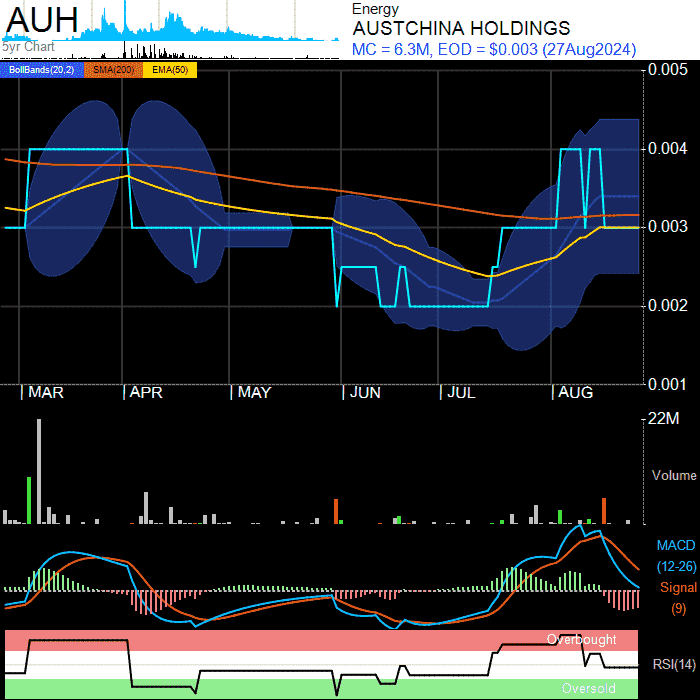 AUH
5yr Chart
Energy
AUSTCHINA HOLDINGS
MC = 6.3M, EOD = $0.003 (27Aug2024)
BollBands(20,2) SMA(200) EMA(50)
0.005
0.004
0.003
0.002
0.001
MAR APR MAY JUN JUL AUG
22M
Volume
MACD
(12-26)
Signal
(9)
Overbought
RSI(14)
Oversold